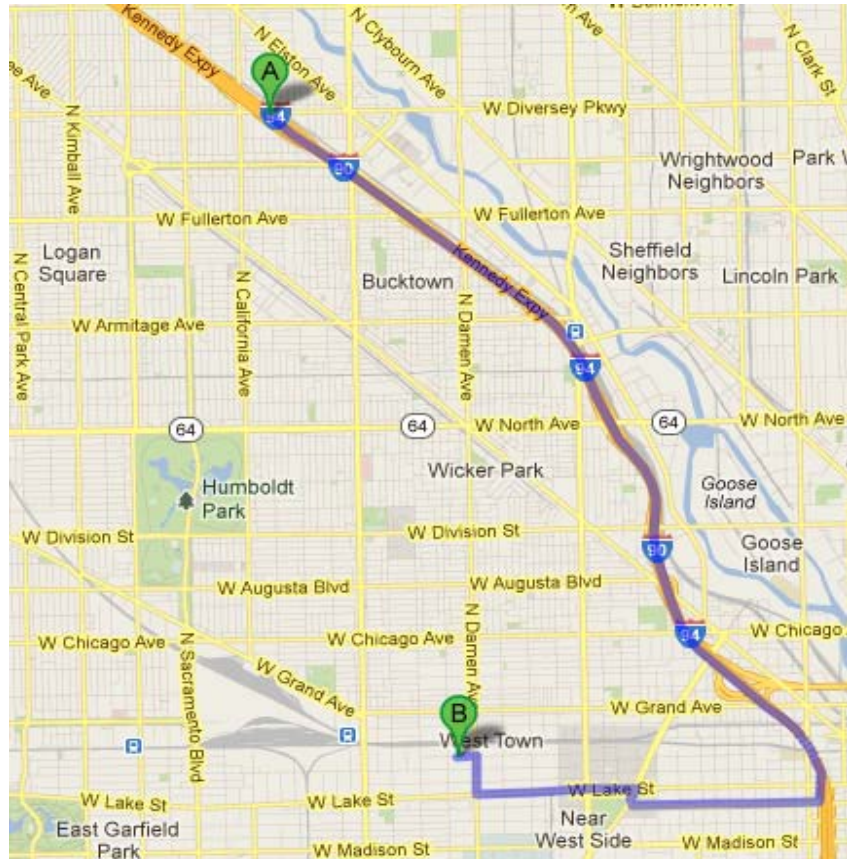 Kennedy Expy
N Elston Ave
N Clybourn Ave
N Clark St
A
94
W Diversey Pkwy
N Kimball Ave
90
Wrightwood
Neighbors
Park
W Fullerton Ave
W Fullerton Ave
Logan
Square
Sheffield
Neighbors
Lincoln Park
Bucktown
Kennedy Expy
N Central Park Ave
N California Ave
N Damen Ave
W Armitage Ave
94
64
64
W North Ave
64
W North Ave
Wicker Park
Humboldt
Park
Goose
Island
W Division St
W Division St
90
Goose
Island
W Augusta Blvd
W Augusta Blvd
N Damen Ave
W Chicago Ave
W Chicago Ave
94
W Chicago
N Sacramento Blvd
W Grand Ave
W Grand Ave
B
West Town
W Lake St
W Lake St
W Lake St
East Garfield
Park
Near
West Side
W Madison St
W Madison St